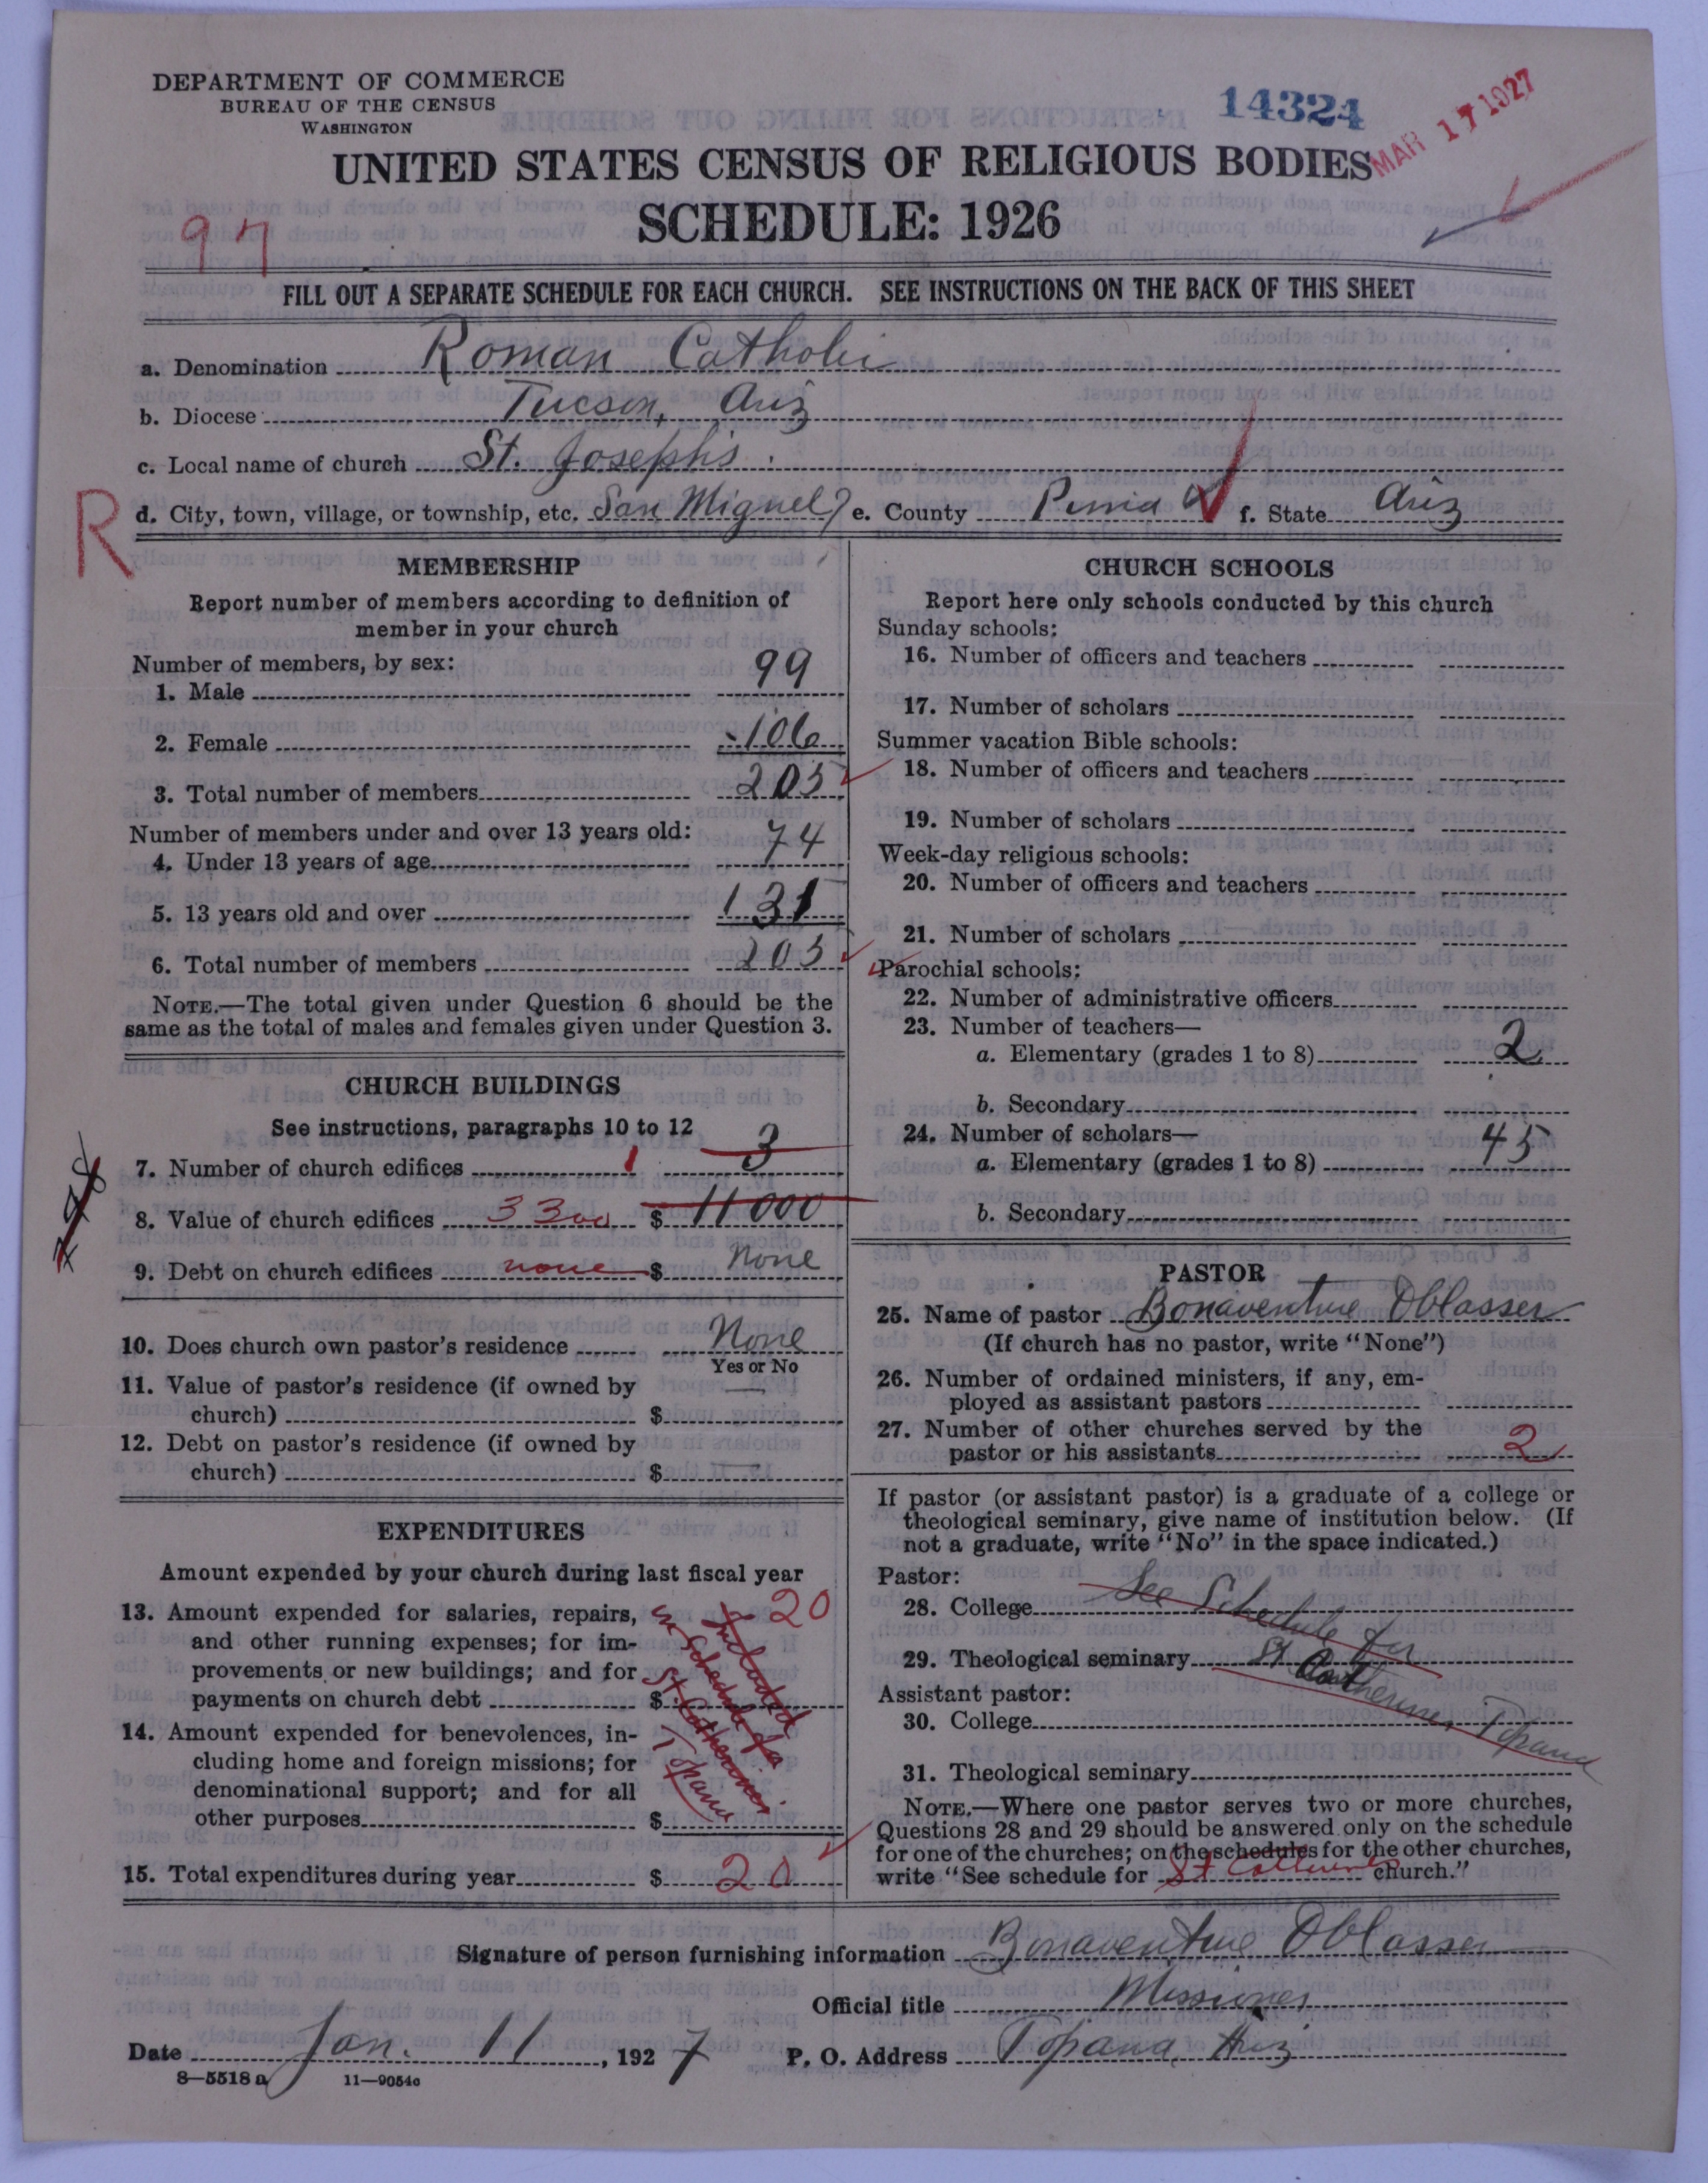 DEPARTMENT OF COMMERCE
BUREAU OF THE CENSUS
WASHINGTON
14324
MAR 17 1927
UNITED STATES CENSUS OF RELIGIOUS BODIES
SCHEDULE: 1926
97
FILL OUT A SEPARATE SCHEDULE FOR EACH CHURCH. SEE INSTRUCTIONS ON THE BACK OF THIS SHEET
a. Denomination Roman Catholic
b. Diocese Tucson, Ariz
c. Local name of church St. Joseph's
R
d. City, town, village, or township, etc. San Miguel e. County Pima f. State Ariz
MEMBERSHIP
Report number of members according to definition of
member in your church
Number of members, by sex:
1. Male 99
2. Female 106
3. Total number of members 205
Number of members under and over 13 years old:
4. Under 13 years of age 74
5. 13 years old and over 131
6. Total number of members 205
NOTE.—The total given under Question 6 should be the
same as the total of males and females given under Question 3.
CHURCH BUILDINGS
See instructions, paragraphs 10 to 12
7. Number of church edifices 1 3
8. Value of church edifices 3300 $ 11000
9. Debt on church edifices none $ None
10. Does church own pastor's residence None
Yes or No
11. Value of pastor's residence (if owned by
church) $ —
12. Debt on pastor's residence (if owned by
church) $ —
EXPENDITURES
Amount expended by your church during last fiscal year
13. Amount expended for salaries, repairs,
and other running expenses; for im-
provements or new buildings; and for
payments on church debt $ 20
Included
in Schedule for
St Catherines
Topawa
14. Amount expended for benevolences, in-
cluding home and foreign missions; for
denominational support; and for all
other purposes $
15. Total expenditures during year $ 20
CHURCH SCHOOLS
Report here only schools conducted by this church
Sunday schools:
16. Number of officers and teachers
17. Number of scholars
Summer vacation Bible schools:
18. Number of officers and teachers
19. Number of scholars
Week-day religious schools:
20. Number of officers and teachers
21. Number of scholars
Parochial schools:
22. Number of administrative officers
23. Number of teachers—
a. Elementary (grades 1 to 8) 2
b. Secondary
24. Number of scholars—
a. Elementary (grades 1 to 8) 45
b. Secondary
PASTOR
25. Name of pastor Bonaventure Oblasser
(If church has no pastor, write "None")
26. Number of ordained ministers, if any, em-
ployed as assistant pastors
27. Number of other churches served by the
pastor or his assistants 2
If pastor (or assistant pastor) is a graduate of a college or
theological seminary, give name of institution below. (If
not a graduate, write "No" in the space indicated.)
Pastor:
28. College See Schedule for
29. Theological seminary St Catherines Topawa
Assistant pastor:
30. College
31. Theological seminary
NOTE.—Where one pastor serves two or more churches,
Questions 28 and 29 should be answered only on the schedule
for one of the churches; on the schedules for the other churches,
write "See schedule for St Catherines church."
Signature of person furnishing information Bonaventure Oblasser
Official title Missioner
Date Jan. 11, 1927 P. O. Address Topawa, Ariz
8—5518 a 11—9054c